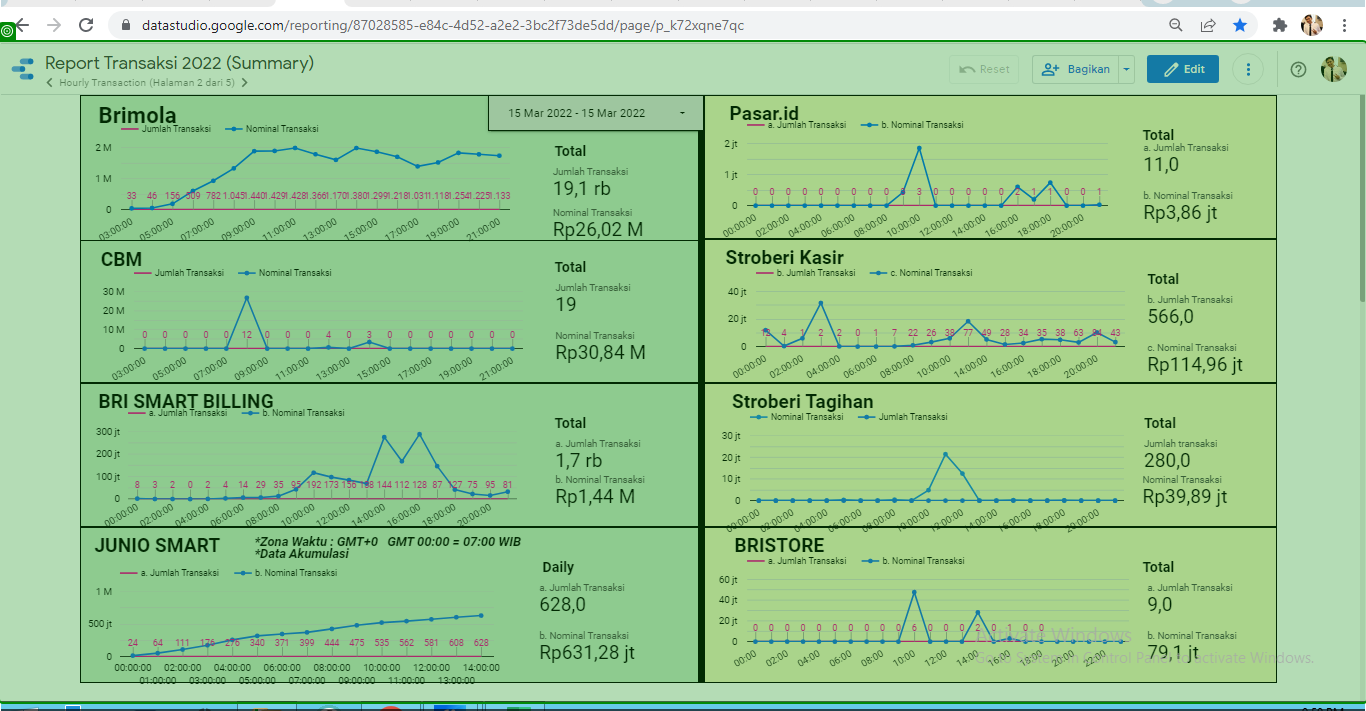 datastudio.google.com/reporting/87028585-e84c-4d52-a2e2-3bc2f73de5dd/page/p_k72xqne7qc
Report Transaksi 2022 (Summary)
Hourly Transaction (Halaman 2 dari 5)
Reset
Bagikan
Edit
Brimola
15 Mar 2022 - 15 Mar 2022
Jumlah Transaksi Nominal Transaksi
2 M
1 M
0
33 46 156 509 782 1.045 1.440 1.429 1.428 1.366 1.170 1.380 1.299 1.218 1.031 1.118 1.254 1.225 1.133
03:00:00 05:00:00 07:00:00 09:00:00 11:00:00 13:00:00 15:00:00 17:00:00 19:00:00 21:00:00
Total
Jumlah Transaksi
19,1 rb
Nominal Transaksi
Rp26,02 M
Pasar.id
a. Jumlah Transaksi b. Nominal Transaksi
2 jt
1 jt
0
0 0 0 0 0 0 0 0 0 3 0 0 0 0 0 2 1 1 0 0 1
00:00:00 02:00:00 04:00:00 06:00:00 08:00:00 10:00:00 12:00:00 14:00:00 16:00:00 18:00:00 20:00:00
Total
a. Jumlah Transaksi
11,0
b. Nominal Transaksi
Rp3,86 jt
CBM
Jumlah Transaksi Nominal Transaksi
30 M
20 M
10 M
0
0 0 0 0 0 12 0 0 0 4 0 3 0 0 0 0 0 0 0
03:00:00 05:00:00 07:00:00 09:00:00 11:00:00 13:00:00 15:00:00 17:00:00 19:00:00 21:00:00
Total
Jumlah Transaksi
19
Nominal Transaksi
Rp30,84 M
Stroberi Kasir
b. Jumlah Transaksi c. Nominal Transaksi
40 jt
20 jt
0
4 1 2 2 0 1 7 22 26 38 77 49 28 34 35 38 63 43
00:00:00 02:00:00 04:00:00 06:00:00 08:00:00 10:00:00 12:00:00 14:00:00 16:00:00 18:00:00 20:00:00
Total
b. Jumlah Transaksi
566,0
c. Nominal Transaksi
Rp114,96 jt
BRI SMART BILLING
a. Jumlah Transaksi b. Nominal Transaksi
300 jt
200 jt
100 jt
0
8 3 2 0 2 4 14 29 35 95 192 173 156 144 112 128 87 127 75 95 81
00:00:00 02:00:00 04:00:00 06:00:00 08:00:00 10:00:00 12:00:00 14:00:00 16:00:00 18:00:00 20:00:00
Total
a. Jumlah Transaksi
1,7 rb
b. Nominal Transaksi
Rp1,44 M
Stroberi Tagihan
Nominal Transaksi Jumlah Transaksi
30 jt
20 jt
10 jt
0
00:00:00 02:00:00 04:00:00 06:00:00 08:00:00 10:00:00 12:00:00 14:00:00 16:00:00 18:00:00 20:00:00
Total
Jumlah transaksi
280,0
Nominal Transaksi
Rp39,89 jt
JUNIO SMART
*Zona Waktu : GMT+0 GMT 00:00 = 07:00 WIB
*Data Akumulasi
a. Jumlah Transaksi b. Nominal Transaksi
1 M
500 jt
0
24 64 111 176 276 340 371 399 444 475 535 562 581 608 628
00:00:00 02:00:00 04:00:00 06:00:00 08:00:00 10:00:00 12:00:00 14:00:00
01:00:00 03:00:00 05:00:00 07:00:00 09:00:00 11:00:00 13:00:00
Daily
a. Jumlah Transaksi
628,0
b. Nominal Transaksi
Rp631,28 jt
BRISTORE
a. Jumlah Transaksi b. Nominal Transaksi
60 jt
40 jt
20 jt
0
0 0 0 0 0 0 0 0 0 0 6 0 0 0 2 1 0 0
00:00 02:00 04:00 06:00 08:00 10:00 12:00 14:00 16:00 18:00 20:00 22:00
Total
a. Jumlah Transaksi
9,0
b. Nominal Transaksi
79,1 jt
Activate Windows
Go to System in Control Panel to activate Windows.